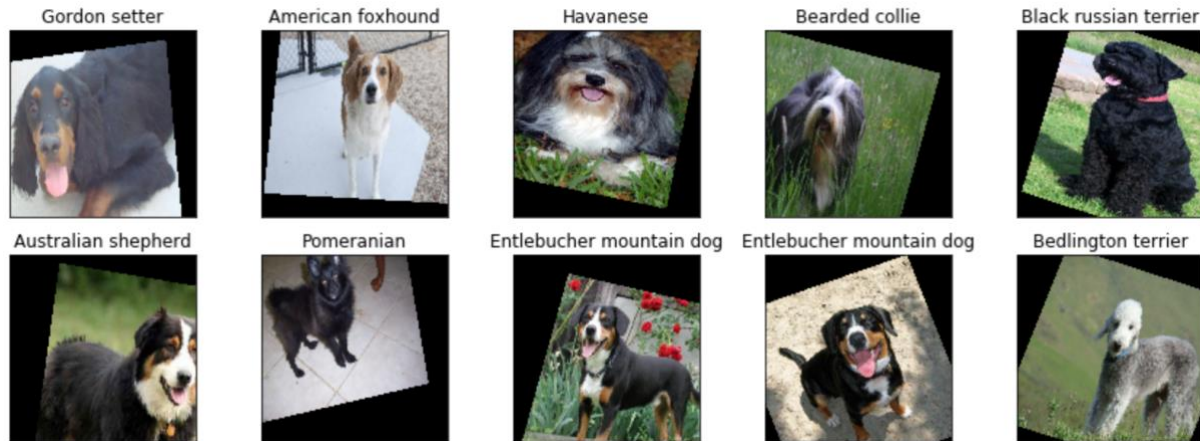 Gordon setter
American foxhound
Havanese
Bearded collie
Black russian terrier
Australian shepherd
Pomeranian
Entlebucher mountain dog
Entlebucher mountain dog
Bedlington terrier